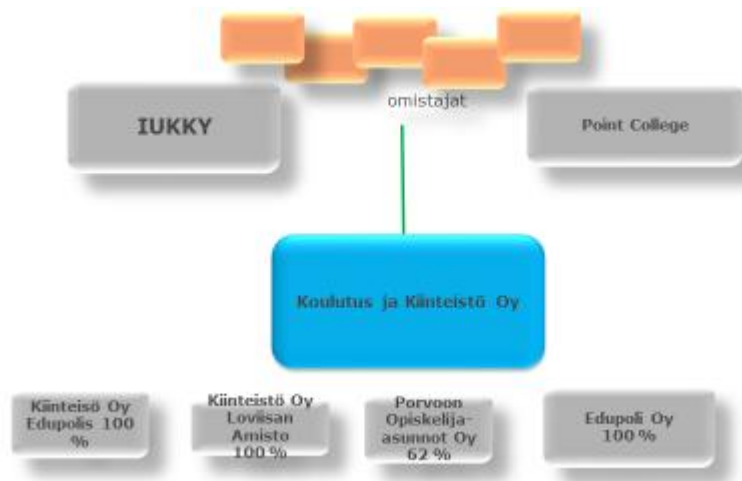 omistajat
IUKKY
Point College
Koulutus ja Kiinteistö Oy
Kiinteisö Oy
Edupolis 100
%
Kiinteistö Oy
Loviisan
Amisto
100 %
Porvoon
Opiskelija-
asunnot Oy
62 %
Edupoli Oy
100 %